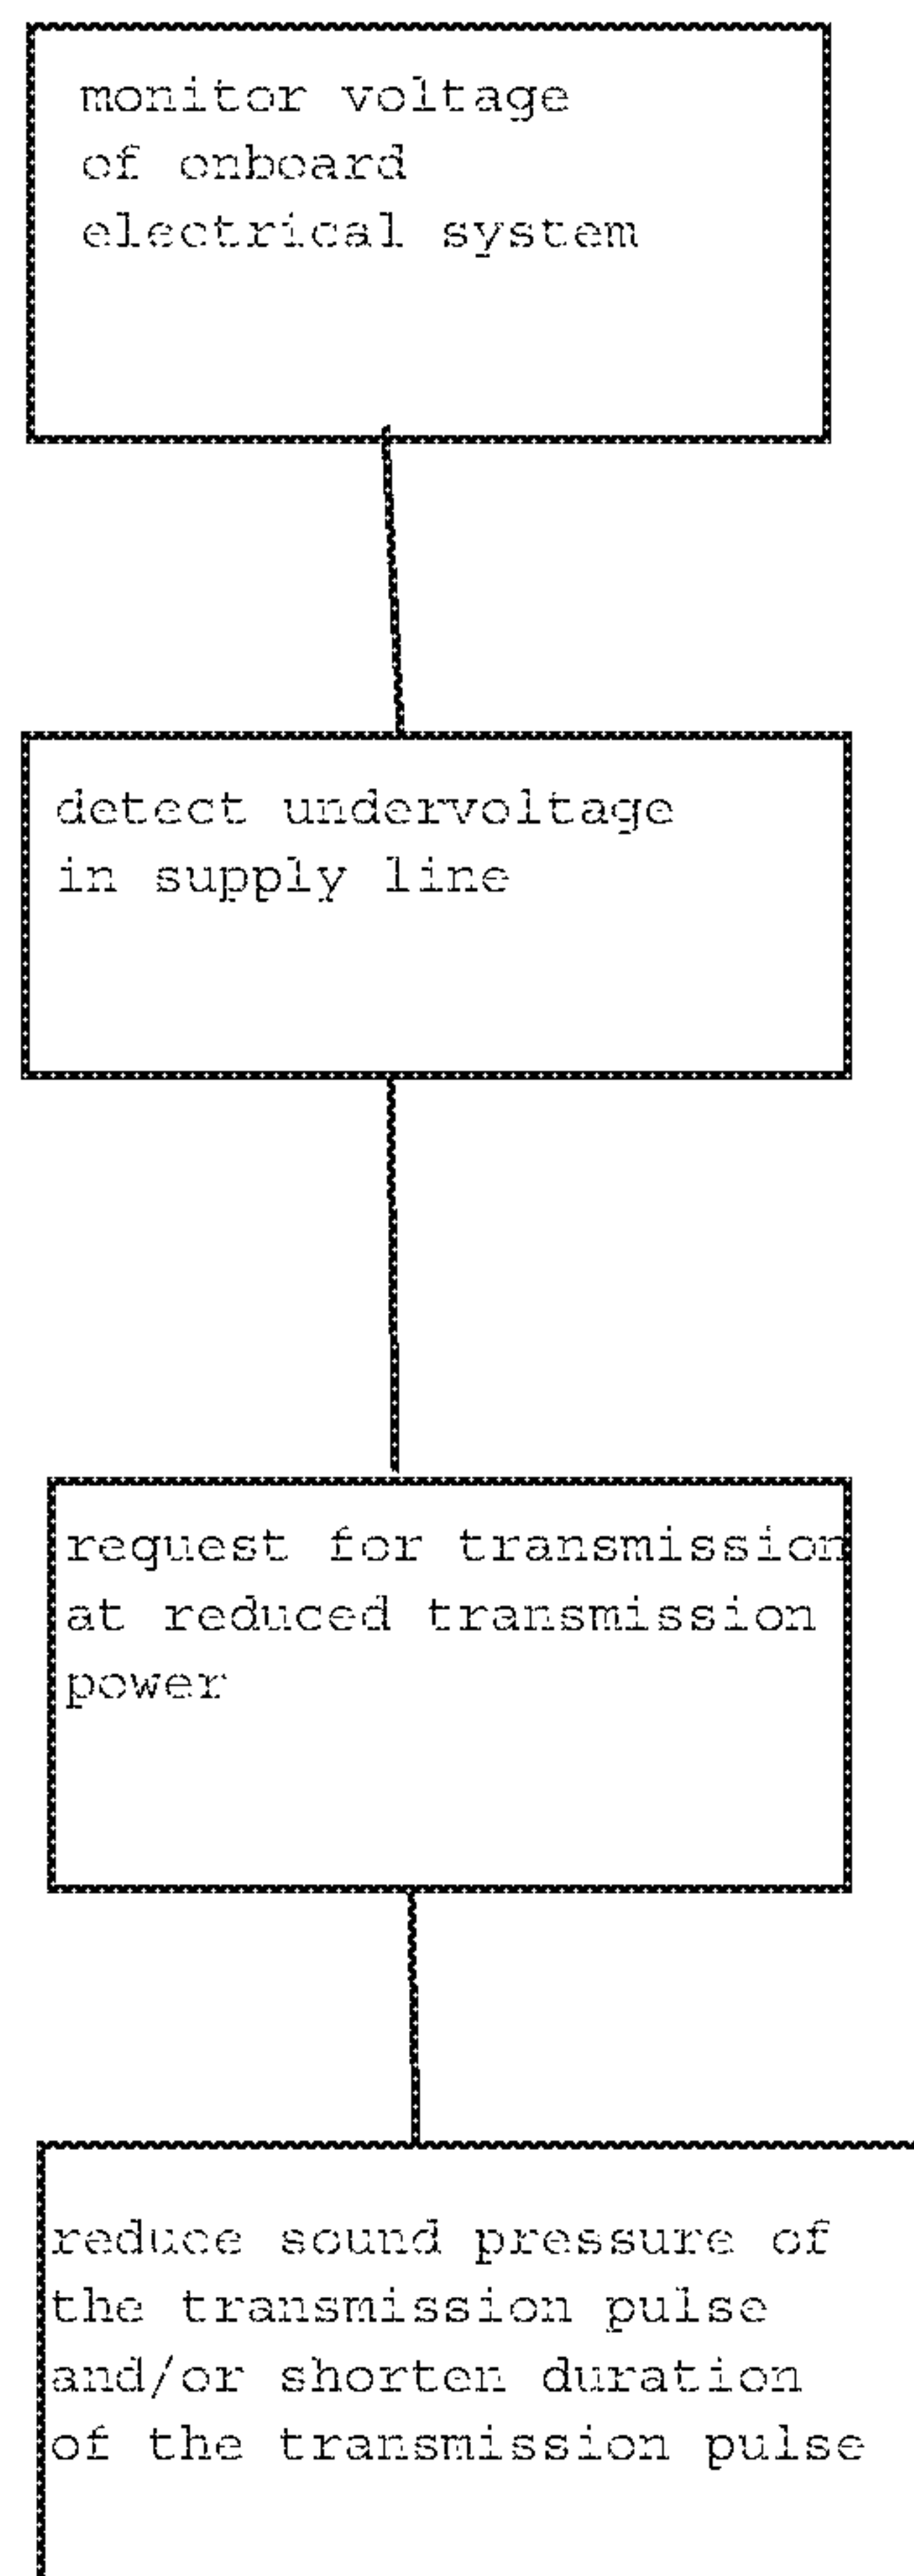 monitor voltage
of onboard
electrical system
detect undervoltage
in supply line
request for transmission
at reduced transmission
power
reduce sound pressure of
the transmission pulse
and/or shorten duration
of the transmission pulse